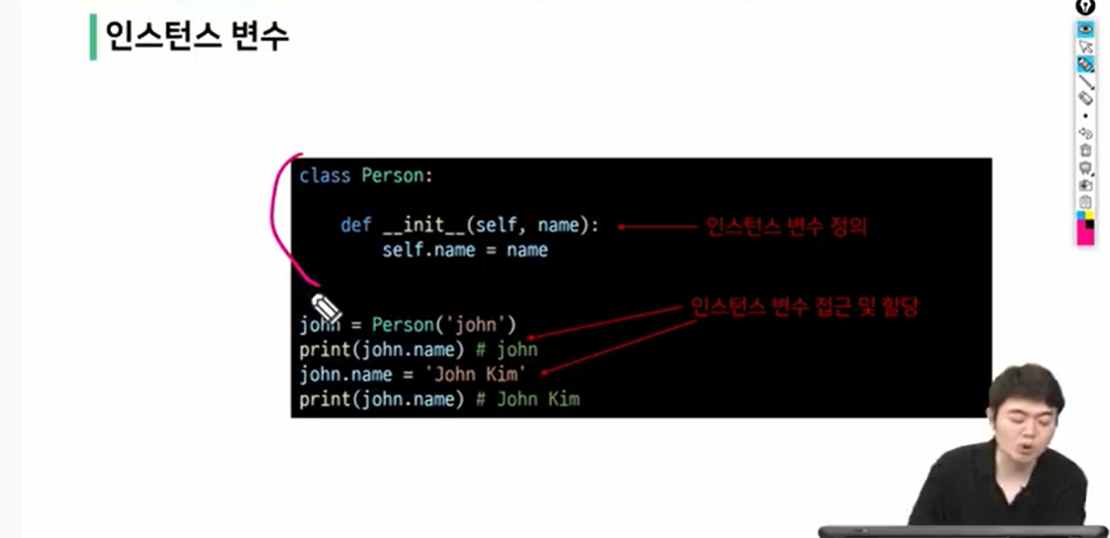 인스턴스 변수
class Person:
def __init__(self, name):
인스턴스 변수 정의
self.name = name
인스턴스 변수 접근 및 할당
john = Person('john')
print(john.name) # john
john.name = 'John Kim'
print(john.name) # John Kim